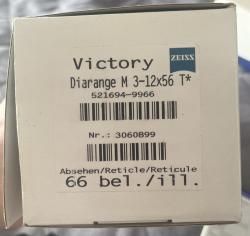 Victory
ZEISS
Diarange M 3-12x56 T*
521694-9966
Nr.: 3060899
Absehen/Reticle/Reticule
66 bel./ill.